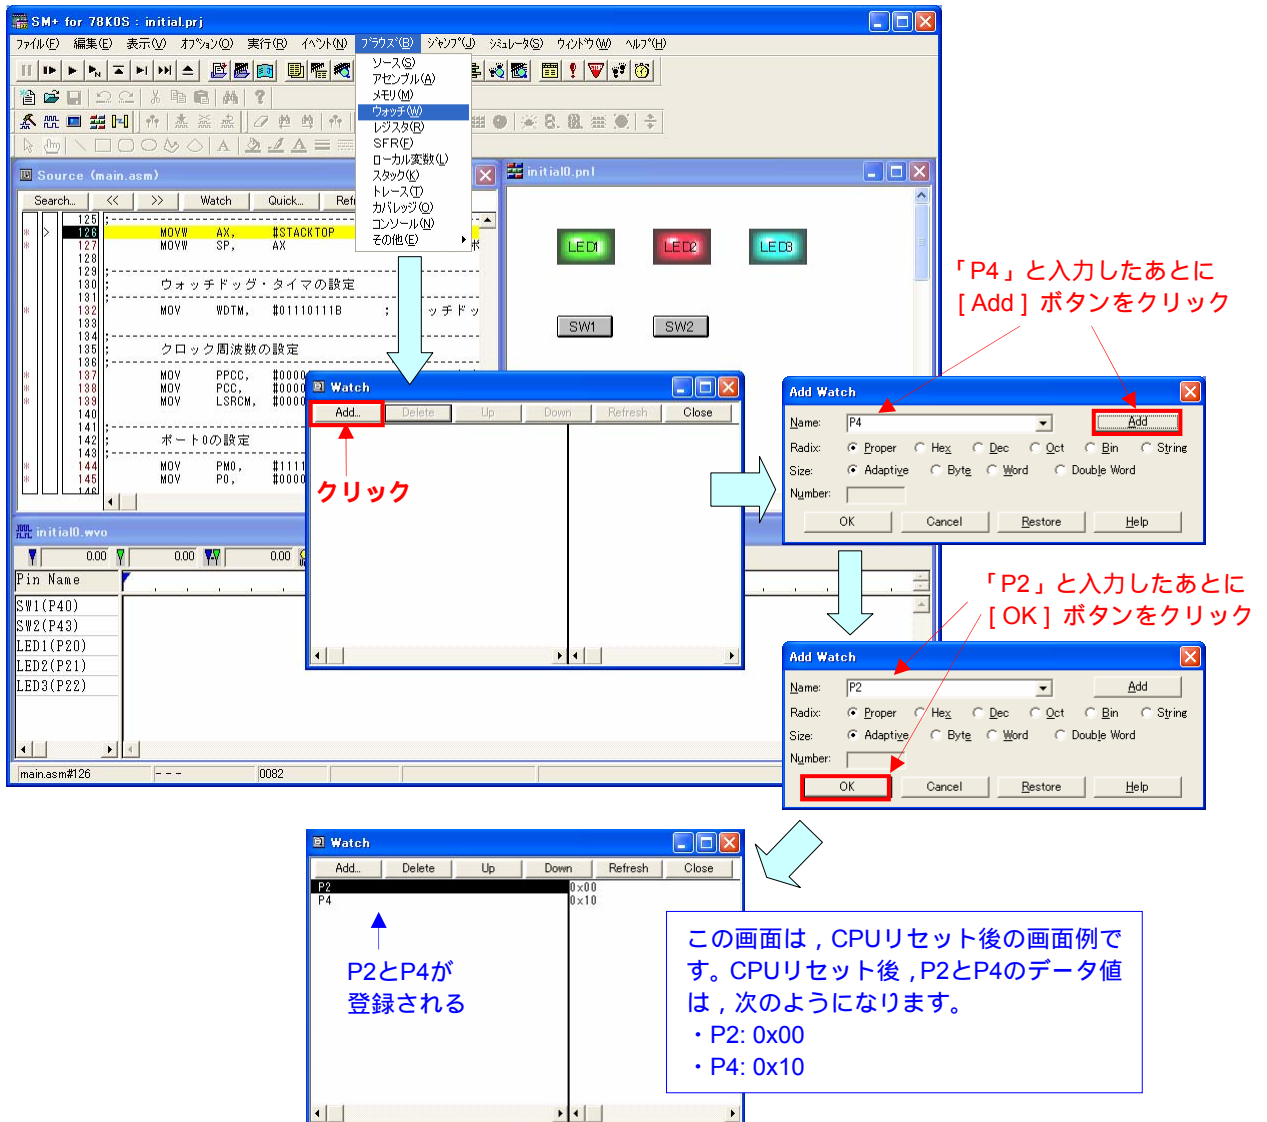 SM+ for 78K0S : initial.prj
ファイル(F) 編集(E) 表示(V) オプション(O) 実行(R) イベント(N) ブラウズ(B) ジャンプ(J) シミュレータ(S) ウィンドウ(W) ヘルプ(H)
ソース(S)
アセンブル(A)
メモリ(M)
ウォッチ(W)
レジスタ(R)
SFR(F)
ローカル変数(L)
スタック(K)
トレース(T)
カバレッジ(O)
コンソール(N)
その他(E)
Source (main.asm)
Search... << >> Watch Quick... Ref
125 ;
126 MOVW AX, #STACKTOP
127 MOVW SP, AX
128
129 ;
130 ウォッチドッグ・タイマの設定
131 ;
132 MOV WDTM, #01110111B ; ッチドッ
133
134 ;
135 クロック周波数の設定
136 ;
137 MOV PPCC, #0000
138 MOV PCC, #0000
139 MOV LSRCM, #0000
140
141 ;
142 ポート0の設定
143 ;
144 MOV PM0, #1111
145 MOV P0, #0000
146
initial0.pnl
LED1 LED2 LED3
SW1 SW2
「P4」と入力したあとに
[ Add ] ボタンをクリック
Watch
Add... Delete Up Down Refresh Close
クリック
Add Watch
Name: P4 Add
Radix: Proper Hex Dec Oct Bin String
Size: Adaptive Byte Word Double Word
Number:
OK Cancel Restore Help
initial0.wvo
0.00 0.00 0.00
Pin Name
SW1(P40)
SW2(P43)
LED1(P20)
LED2(P21)
LED3(P22)
main.asm#126 --- 0082
「P2」と入力したあとに
[ OK ] ボタンをクリック
Add Watch
Name: P2 Add
Radix: Proper Hex Dec Oct Bin String
Size: Adaptive Byte Word Double Word
Number:
OK Cancel Restore Help
Watch
Add... Delete Up Down Refresh Close
P2 0x00
P4 0x10
P2とP4が
登録される
この画面は，CPUリセット後の画面例で
す。CPUリセット後，P2とP4のデータ値
は，次のようになります。
・P2: 0x00
・P4: 0x10